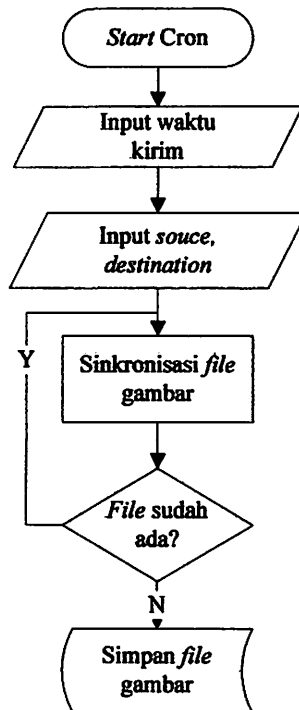 Start Cron
Input waktu
kirim
Input souce,
destination
Y
Sinkronisasi file
gambar
File sudah
ada?
N
Simpan file
gambar